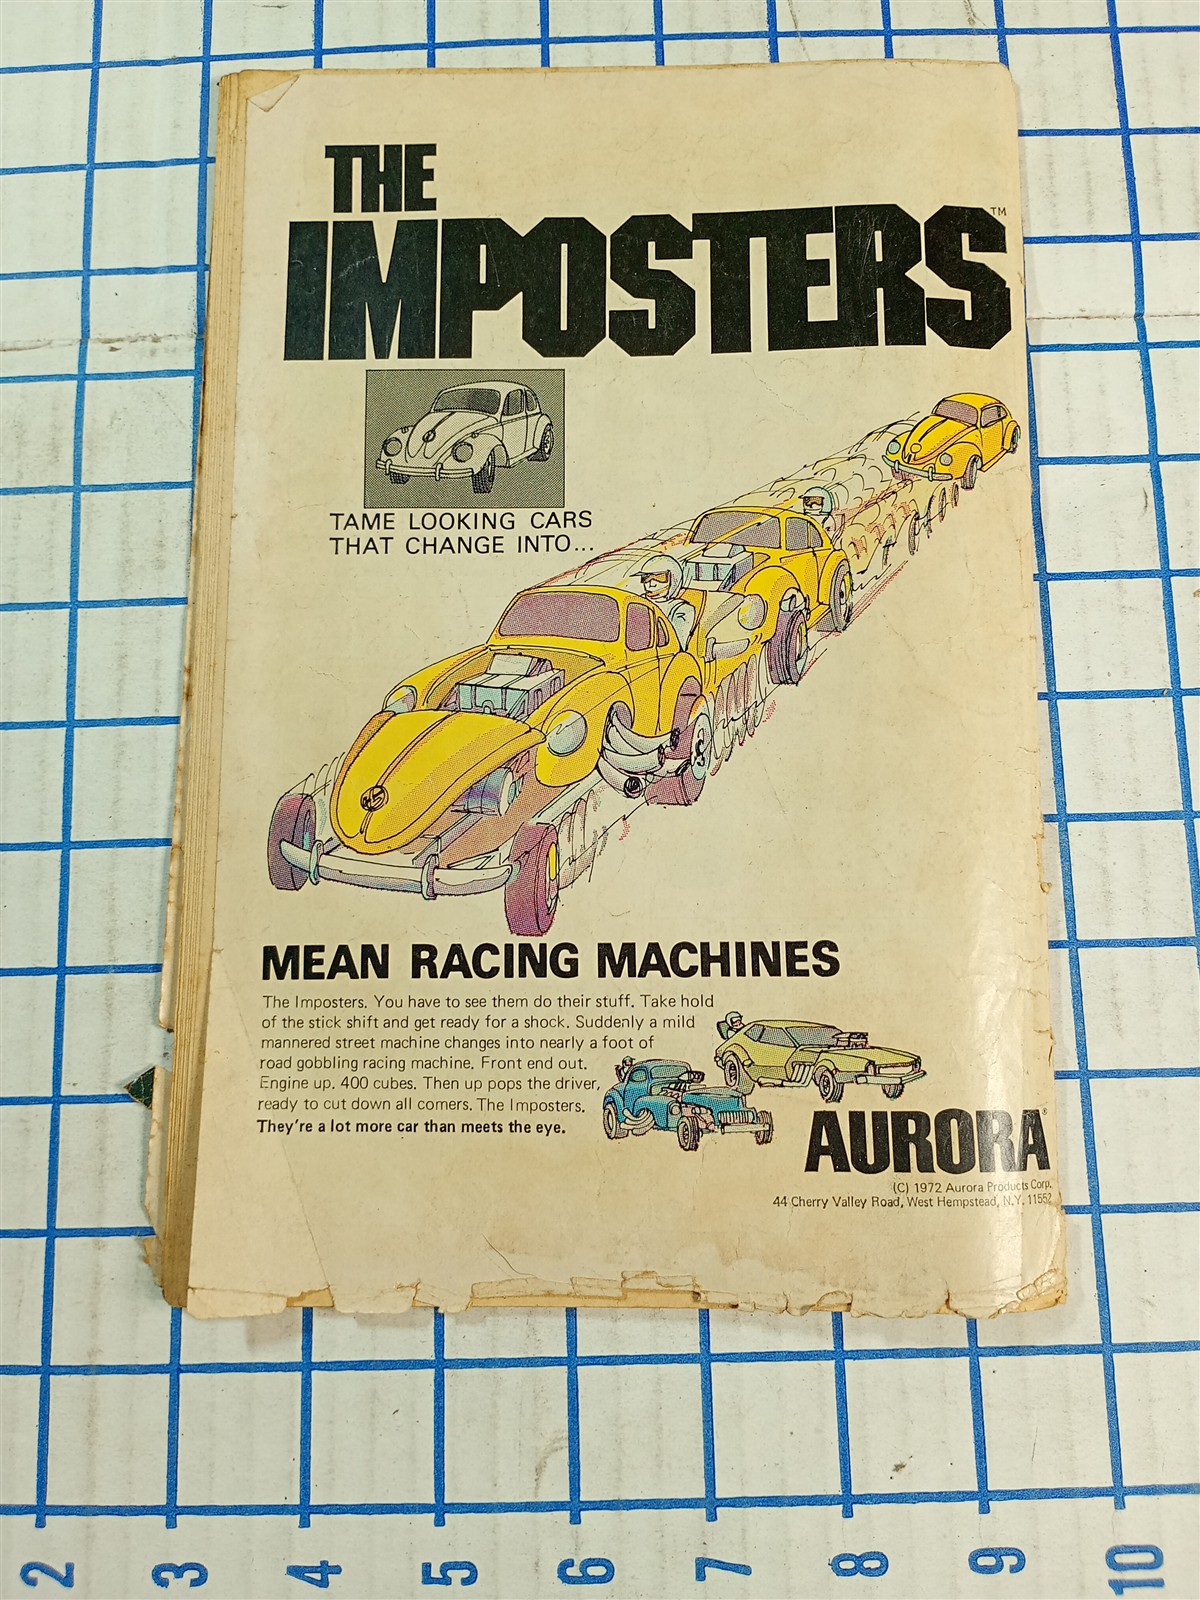 THE
IMPOSTERS™
TAME LOOKING CARS
THAT CHANGE INTO...
MEAN RACING MACHINES
The Imposters. You have to see them do their stuff. Take hold
of the stick shift and get ready for a shock. Suddenly a mild
mannered street machine changes into nearly a foot of
road gobbling racing machine. Front end out.
Engine up. 400 cubes. Then up pops the driver,
ready to cut down all comers. The Imposters.
They're a lot more car than meets the eye.
AURORA®
(C) 1972 Aurora Products Corp.
44 Cherry Valley Road, West Hempstead, N.Y. 11552
2 3 4 5 6 7 8 9 10